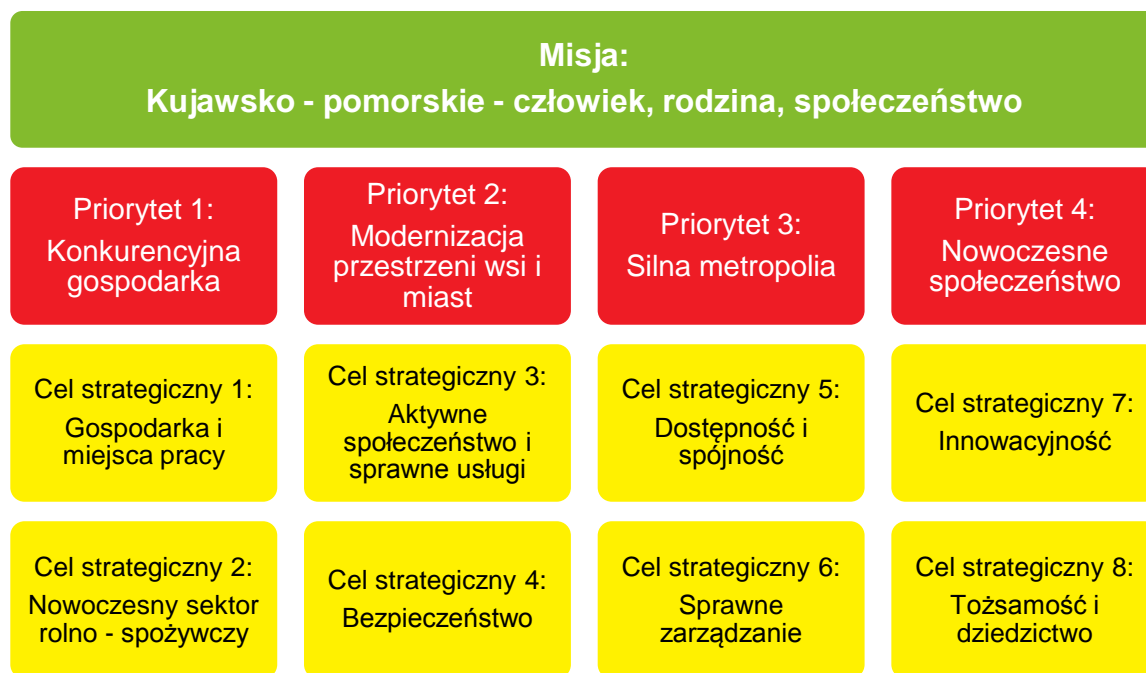 Misja:
Kujawsko - pomorskie - człowiek, rodzina, społeczeństwo
Priorytet 1:
Konkurencyjna
gospodarka
Priorytet 2:
Modernizacja
przestrzeni wsi i
miast
Priorytet 3:
Silna metropolia
Priorytet 4:
Nowoczesne
społeczeństwo
Cel strategiczny 1:
Gospodarka i
miejsca pracy
Cel strategiczny 3:
Aktywne
społeczeństwo i
sprawne usługi
Cel strategiczny 5:
Dostępność i
spójność
Cel strategiczny 7:
Innowacyjność
Cel strategiczny 2:
Nowoczesny sektor
rolno - spożywczy
Cel strategiczny 4:
Bezpieczeństwo
Cel strategiczny 6:
Sprawne
zarządzanie
Cel strategiczny 8:
Tożsamość i
dziedzictwo